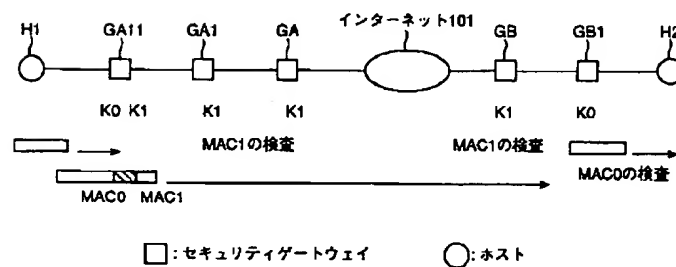 インターネット101
H1 GA11 GA1 GA GB GB1 H2
K0 K1 K1 K1 K1 K0
MAC1の検査 MAC1の検査
MAC0の検査
MAC0 MAC1
□:セキュリティゲートウェイ ○:ホスト